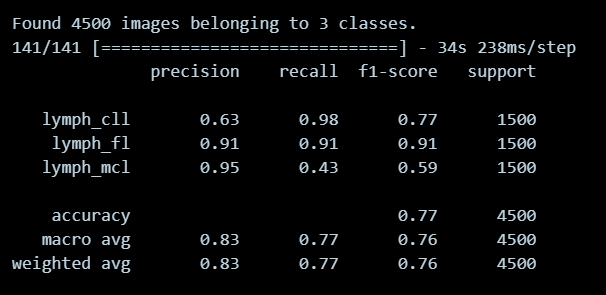 Found 4500 images belonging to 3 classes.
141/141 [==============================] - 34s 238ms/step
              precision    recall  f1-score   support

   lymph_cll       0.63      0.98      0.77      1500
    lymph_fl       0.91      0.91      0.91      1500
   lymph_mcl       0.95      0.43      0.59      1500

    accuracy                           0.77      4500
   macro avg       0.83      0.77      0.76      4500
weighted avg       0.83      0.77      0.76      4500